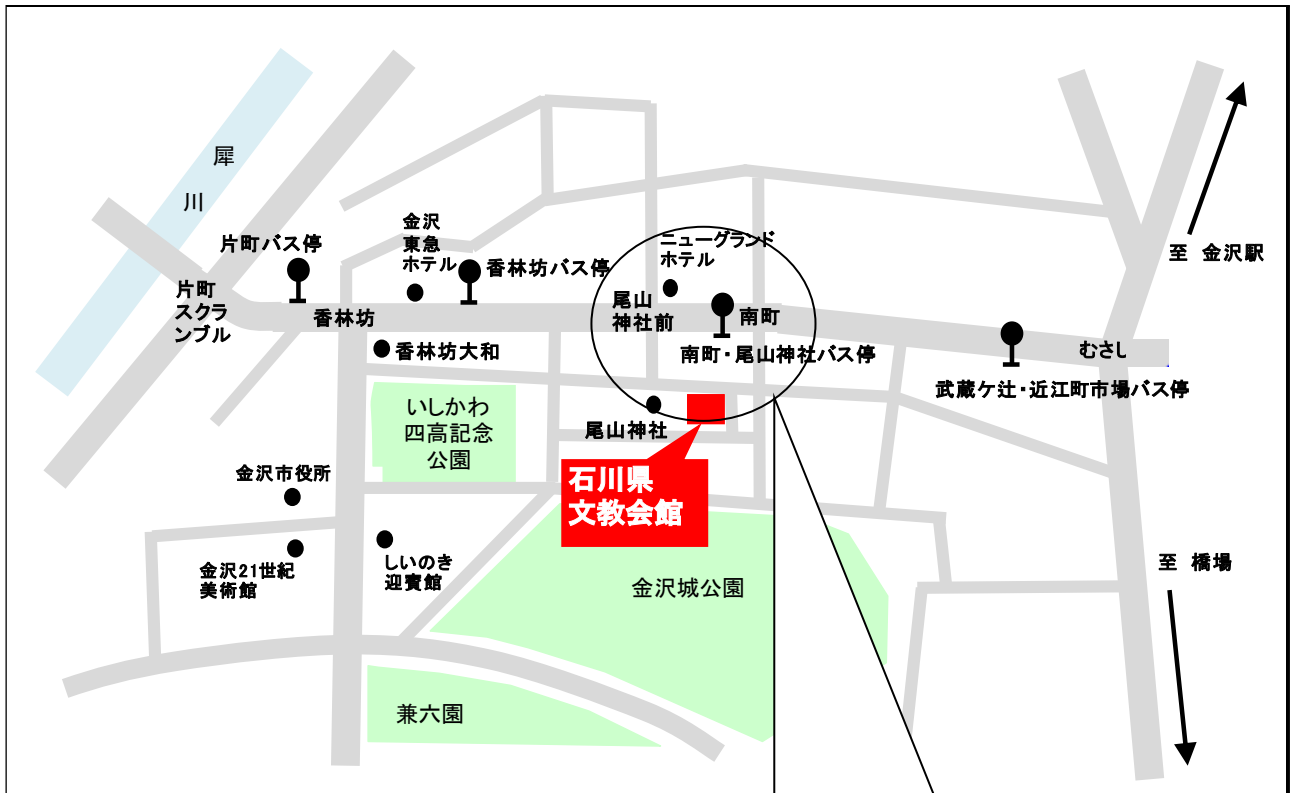 犀
川
片町バス停
金沢
東急
ホテル
香林坊バス停
ニューグランド
ホテル
至 金沢駅
片町
スクラ
ンブル
香林坊
尾山
神社前
南町
香林坊大和
南町・尾山神社バス停
むさし
武蔵ケ辻・近江町市場バス停
いしかわ
四高記念
公園
尾山神社
金沢市役所
石川県
文教会館
金沢21世紀
美術館
しいのき
迎賓館
金沢城公園
至 橋場
兼六園